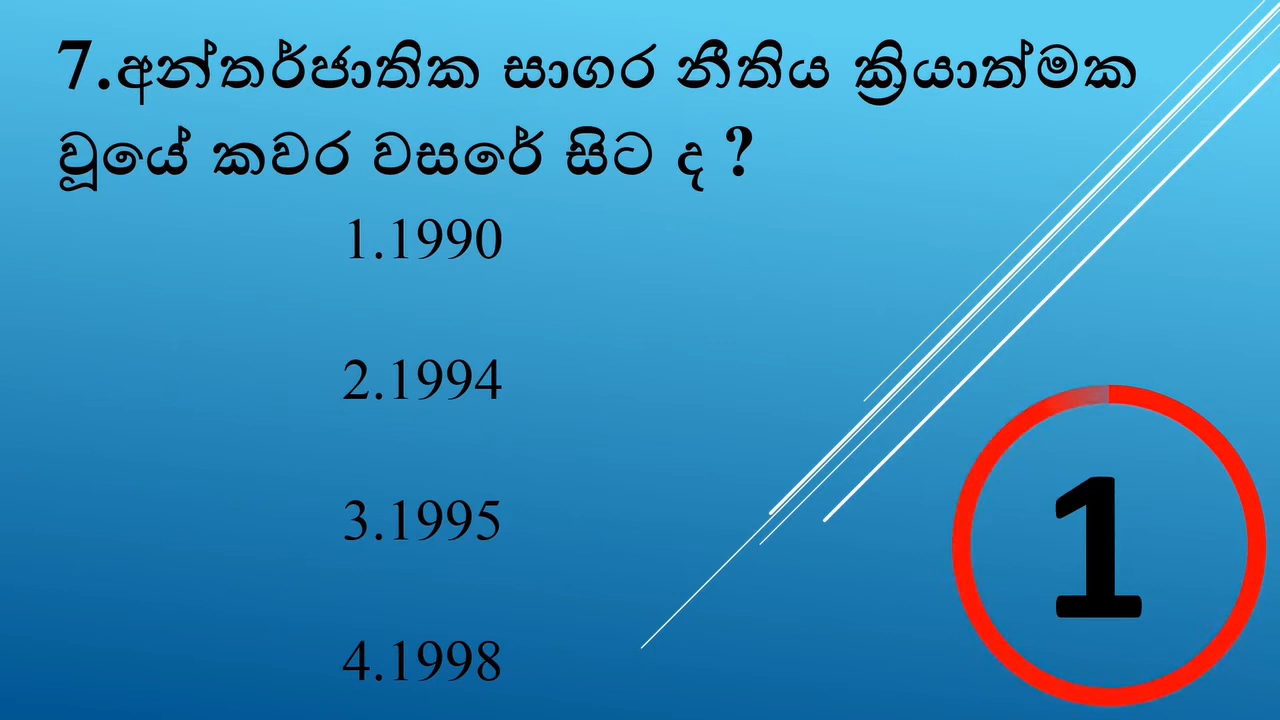 7.අන්තර්ජාතික සාගර නීතිය ක්‍රියාත්මක
වූයේ කවර වසරේ සිට ද ?
1.1990
2.1994
3.1995
4.1998
1